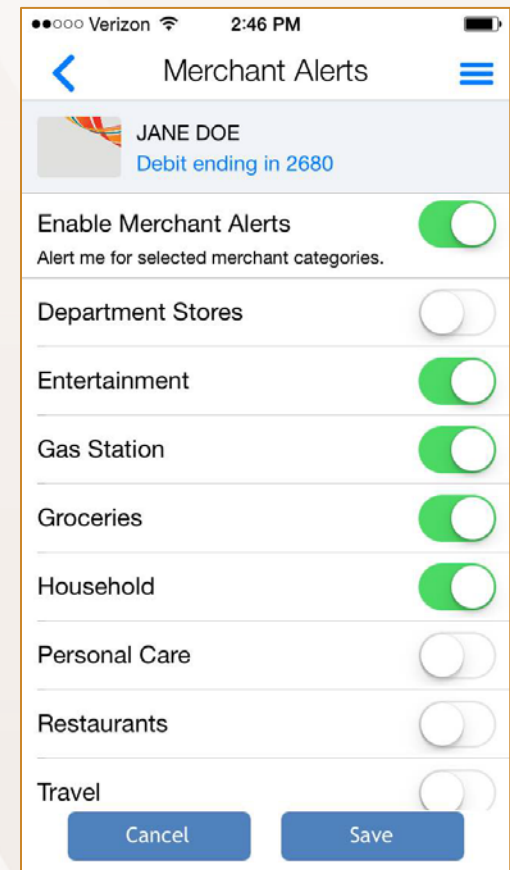 Verizon 2:46 PM
Merchant Alerts
JANE DOE
Debit ending in 2680
Enable Merchant Alerts
Alert me for selected merchant categories.
Department Stores
Entertainment
Gas Station
Groceries
Household
Personal Care
Restaurants
Travel
Cancel Save